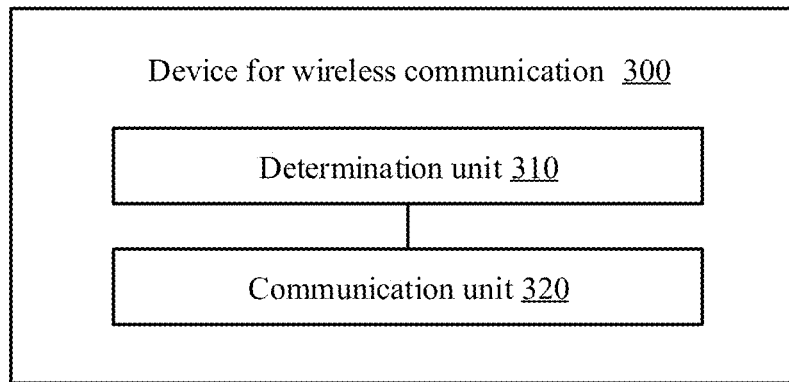 Device for wireless communication 300
Determination unit 310
Communication unit 320